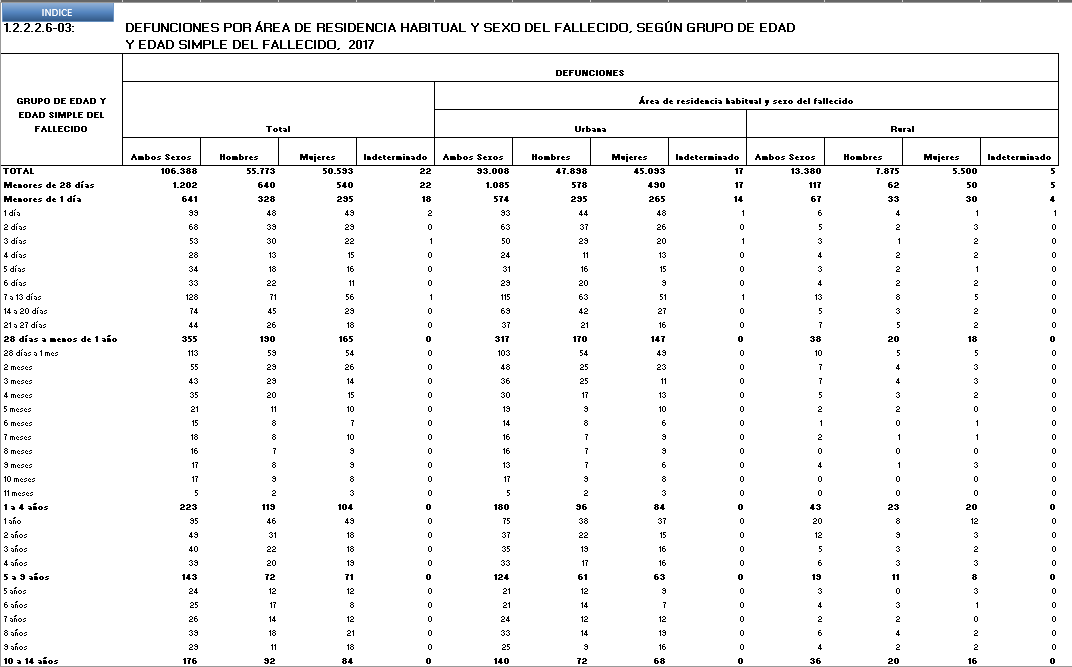 INDICE
1.2.2.2.6-03: DEFUNCIONES POR ÁREA DE RESIDENCIA HABITUAL Y SEXO DEL FALLECIDO, SEGÚN GRUPO DE EDAD
Y EDAD SIMPLE DEL FALLECIDO, 2017
GRUPO DE EDAD Y
EDAD SIMPLE DEL
FALLECIDO
DEFUNCIONES
Área de residencia habitual y sexo del fallecido
Total Urbana Rural
Ambos Sexos Hombres Mujeres Indeterminado Ambos Sexos Hombres Mujeres Indeterminado Ambos Sexos Hombres Mujeres Indeterminado
TOTAL 106.388 55.773 50.593 22 93.008 47.898 45.093 17 13.380 7.875 5.500 5
Menores de 28 días 1.202 640 540 22 1.085 578 490 17 117 62 50 5
Menores de 1 día 641 328 295 18 574 295 265 14 67 33 30 4
1 día 99 48 49 2 93 44 48 1 6 4 1 1
2 días 68 39 29 0 63 37 26 0 5 2 3 0
3 días 53 30 22 1 50 29 20 1 3 1 2 0
4 días 28 13 15 0 24 11 13 0 4 2 2 0
5 días 34 18 16 0 31 16 15 0 3 2 1 0
6 días 33 22 11 0 29 20 9 0 4 2 2 0
7 a 13 días 128 71 56 1 115 63 51 1 13 8 5 0
14 a 20 días 74 45 29 0 69 42 27 0 5 3 2 0
21 a 27 días 44 26 18 0 37 21 16 0 7 5 2 0
28 días a menos de 1 año 355 190 165 0 317 170 147 0 38 20 18 0
28 días a 1 mes 113 59 54 0 103 54 49 0 10 5 5 0
2 meses 55 29 26 0 48 25 23 0 7 4 3 0
3 meses 43 29 14 0 36 25 11 0 7 4 3 0
4 meses 35 20 15 0 30 17 13 0 5 3 2 0
5 meses 21 11 10 0 19 9 10 0 2 2 0 0
6 meses 15 8 7 0 14 8 6 0 1 0 1 0
7 meses 18 8 10 0 16 7 9 0 2 1 1 0
8 meses 16 7 9 0 16 7 9 0 0 0 0 0
9 meses 17 8 9 0 13 7 6 0 4 1 3 0
10 meses 17 9 8 0 17 9 8 0 0 0 0 0
11 meses 5 2 3 0 5 2 3 0 0 0 0 0
1 a 4 años 223 119 104 0 180 96 84 0 43 23 20 0
1 año 95 46 49 0 75 38 37 0 20 8 12 0
2 años 49 31 18 0 37 22 15 0 12 9 3 0
3 años 40 22 18 0 35 19 16 0 5 3 2 0
4 años 39 20 19 0 33 17 16 0 6 3 3 0
5 a 9 años 143 72 71 0 124 61 63 0 19 11 8 0
5 años 24 12 12 0 21 12 9 0 3 0 3 0
6 años 25 17 8 0 21 14 7 0 4 3 1 0
7 años 26 14 12 0 24 12 12 0 2 2 0 0
8 años 39 18 21 0 33 14 19 0 6 4 2 0
9 años 29 11 18 0 25 9 16 0 4 2 2 0
10 a 14 años 176 92 84 0 140 72 68 0 36 20 16 0